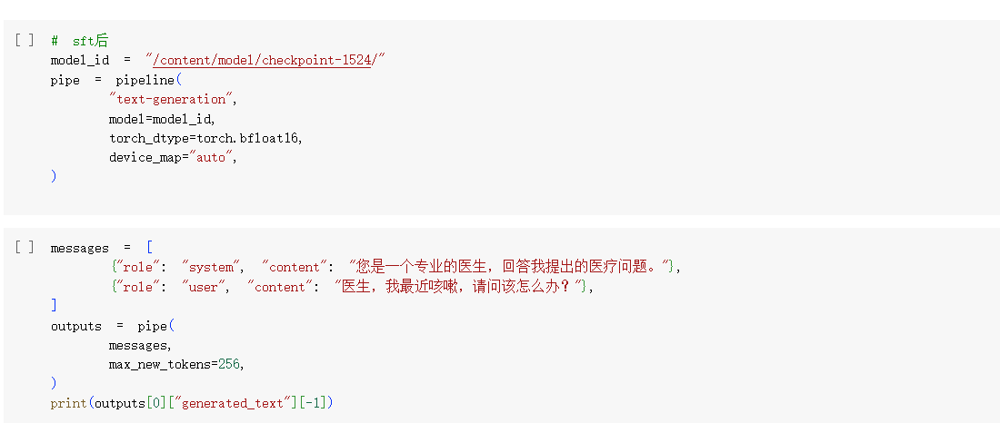 [ ] # sft后
model_id = "/content/model/checkpoint-1524/"
pipe = pipeline(
"text-generation",
model=model_id,
torch_dtype=torch.bfloat16,
device_map="auto",
)
[ ] messages = [
{"role": "system", "content": "您是一个专业的医生，回答我提出的医疗问题。"},
{"role": "user", "content": "医生，我最近咳嗽，请问该怎么办？"},
]
outputs = pipe(
messages,
max_new_tokens=256,
)
print(outputs[0]["generated_text"][-1])